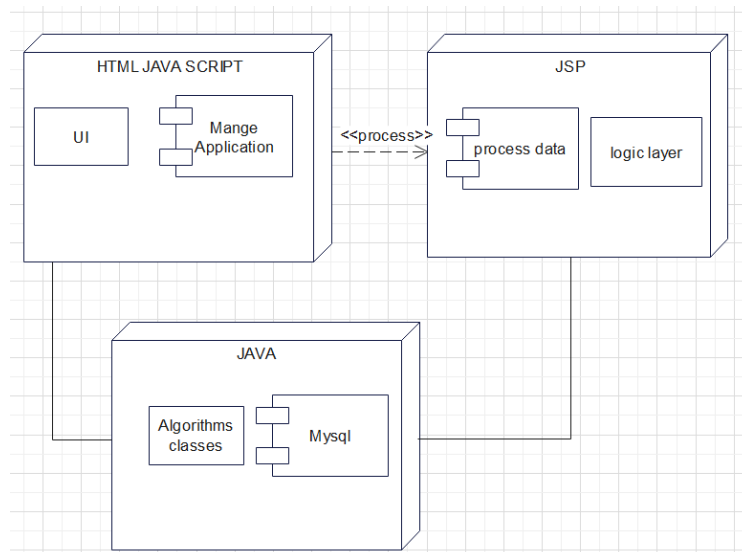 HTML JAVA SCRIPT
UI
Mange
Application
<<process>>
JSP
process data
logic layer
JAVA
Algorithms
classes
Mysql